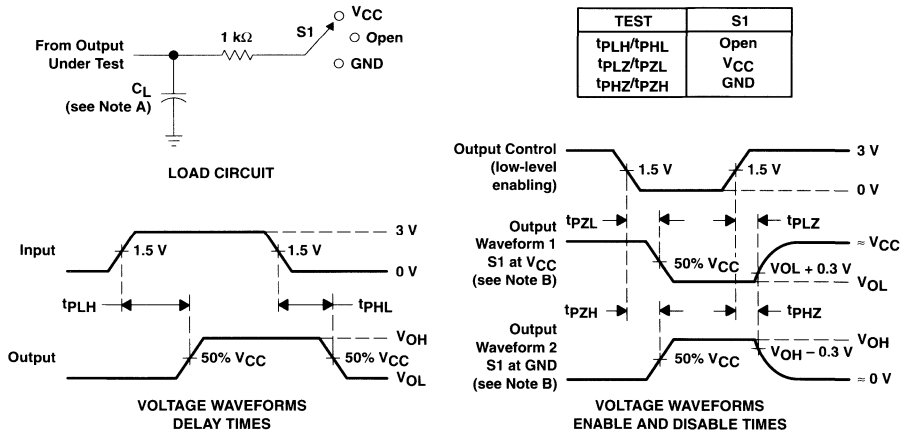 From Output
Under Test
1 kΩ
S1
VCC
Open
GND
CL
(see Note A)
LOAD CIRCUIT
TEST S1
tPLH/tPHL Open
tPLZ/tPZL VCC
tPHZ/tPZH GND
Input
1.5 V
1.5 V
3 V
0 V
tPLH
tPHL
Output
50% VCC
50% VCC
VOH
VOL
VOLTAGE WAVEFORMS
DELAY TIMES
Output Control
(low-level
enabling)
1.5 V
1.5 V
3 V
0 V
tPZL
tPLZ
Output
Waveform 1
S1 at VCC
(see Note B)
50% VCC
≈ VCC
VOL + 0.3 V
VOL
tPZH
tPHZ
Output
Waveform 2
S1 at GND
(see Note B)
50% VCC
VOH
VOH − 0.3 V
≈ 0 V
VOLTAGE WAVEFORMS
ENABLE AND DISABLE TIMES